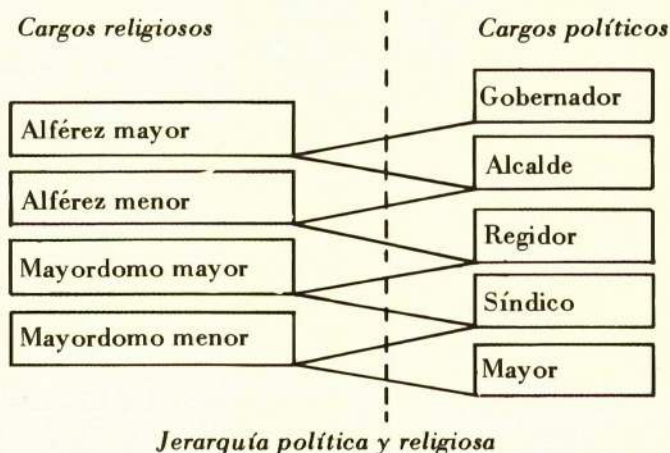 Cargos religiosos
Cargos políticos
Alférez mayor
Alférez menor
Mayordomo mayor
Mayordomo menor
Gobernador
Alcalde
Regidor
Síndico
Mayor
Jerarquía política y religiosa